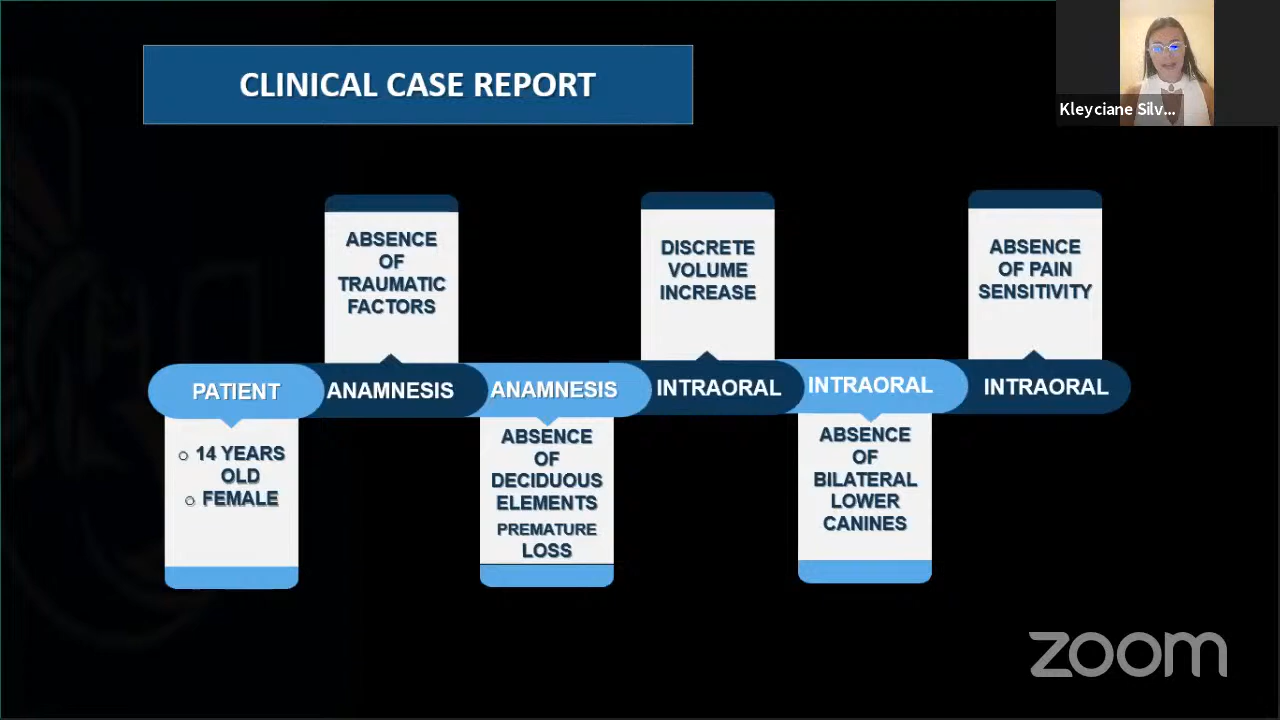 CLINICAL CASE REPORT
Kleyciane Silv...
PATIENT
○ 14 YEARS
OLD
○ FEMALE
ABSENCE
OF
TRAUMATIC
FACTORS
ANAMNESIS
ANAMNESIS
ABSENCE
OF
DECIDUOUS
ELEMENTS
PREMATURE
LOSS
DISCRETE
VOLUME
INCREASE
INTRAORAL
INTRAORAL
ABSENCE
OF
BILATERAL
LOWER
CANINES
ABSENCE
OF PAIN
SENSITIVITY
INTRAORAL
zoom